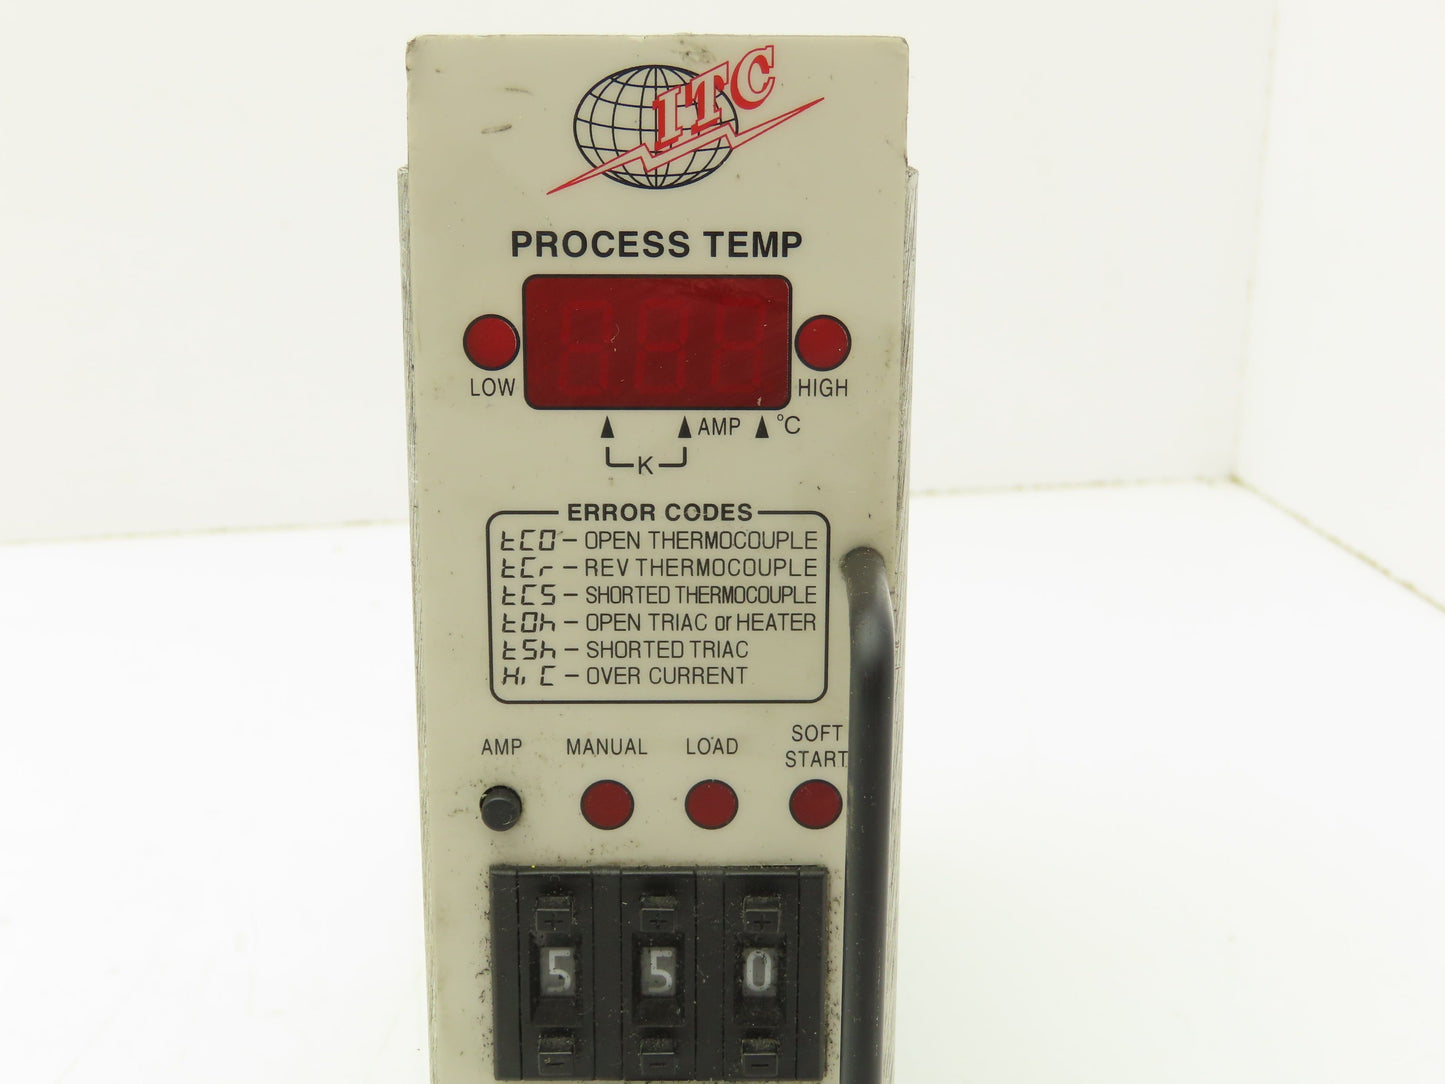 ITC
PROCESS TEMP
LOW HIGH
AMP °C
K
ERROR CODES
tCO – OPEN THERMOCOUPLE
tCr – REV THERMOCOUPLE
tCS – SHORTED THERMOCOUPLE
tOh – OPEN TRIAC or HEATER
tSh – SHORTED TRIAC
Hi C – OVER CURRENT
AMP MANUAL LOAD SOFT START
+ + +
5 5 0
- - -